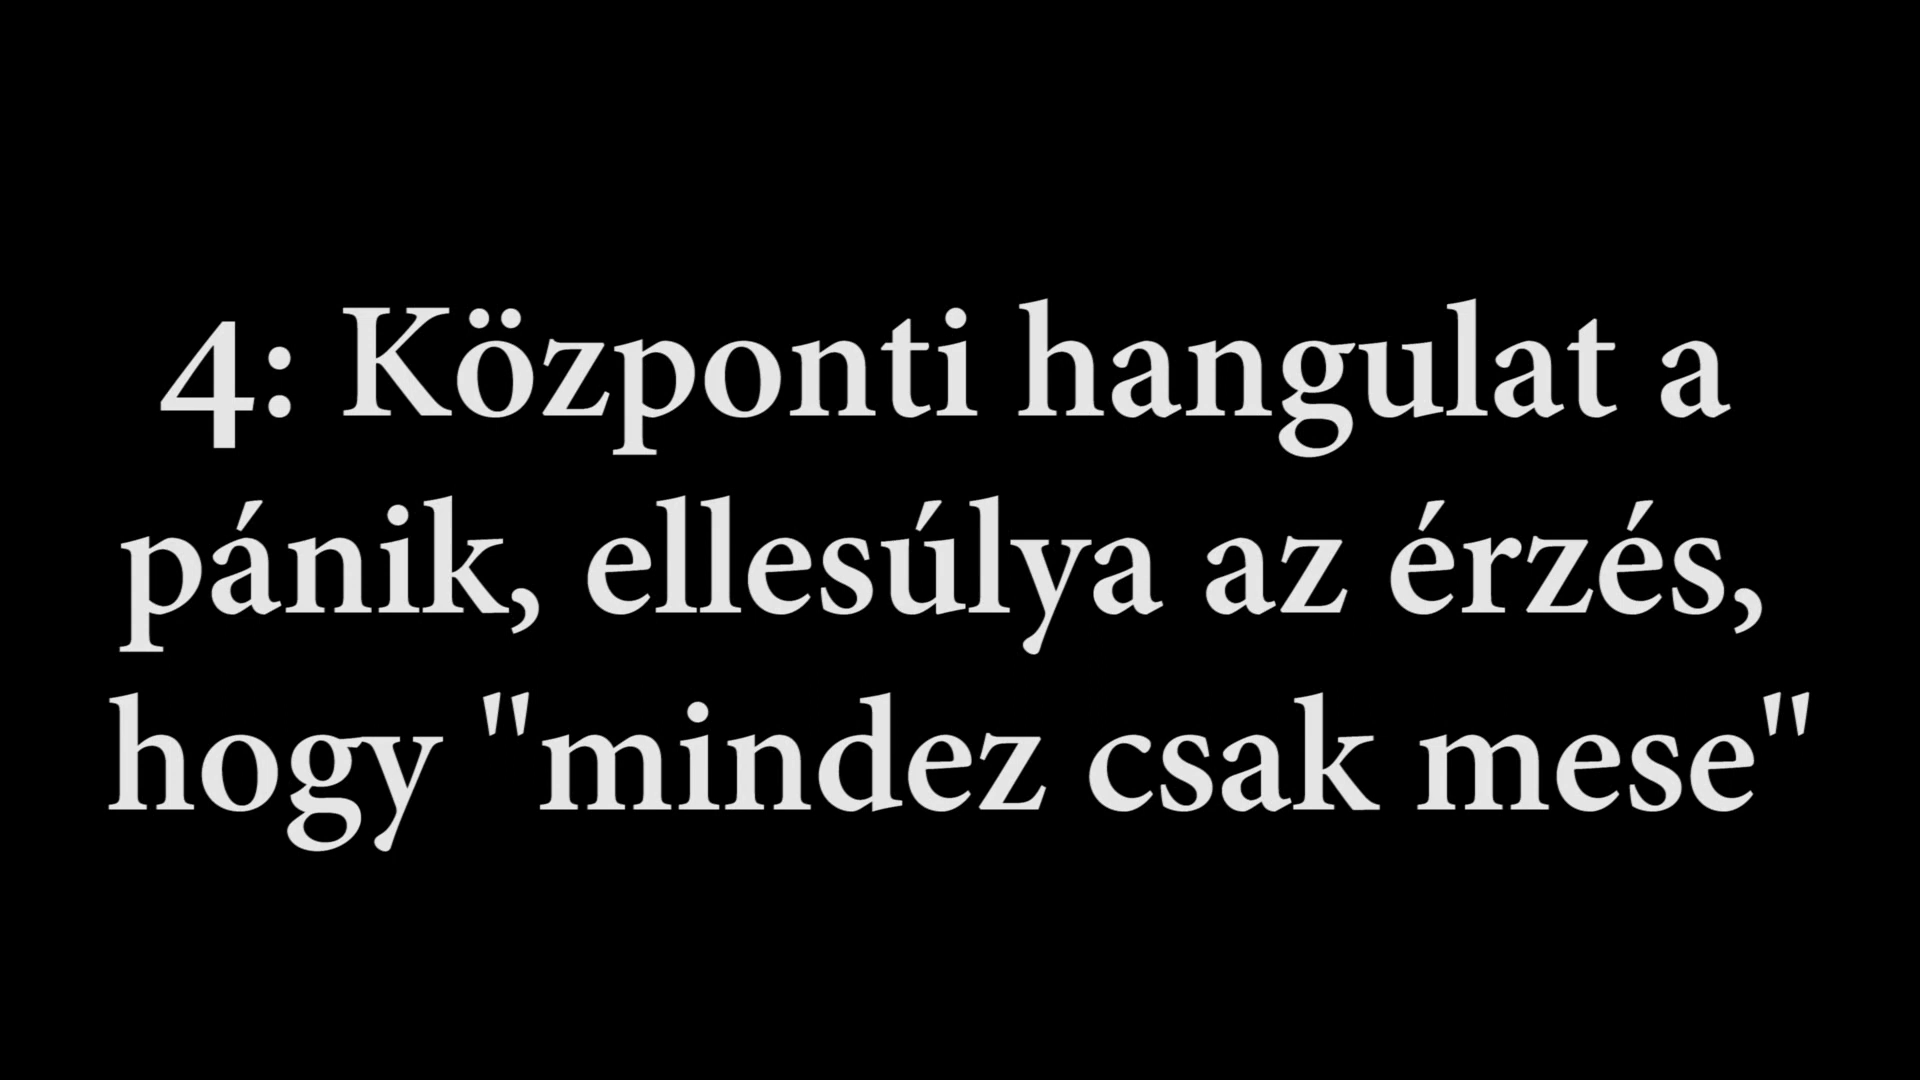 4: Központi hangulat a
pánik, ellesúlya az érzés,
hogy "mindez csak mese"